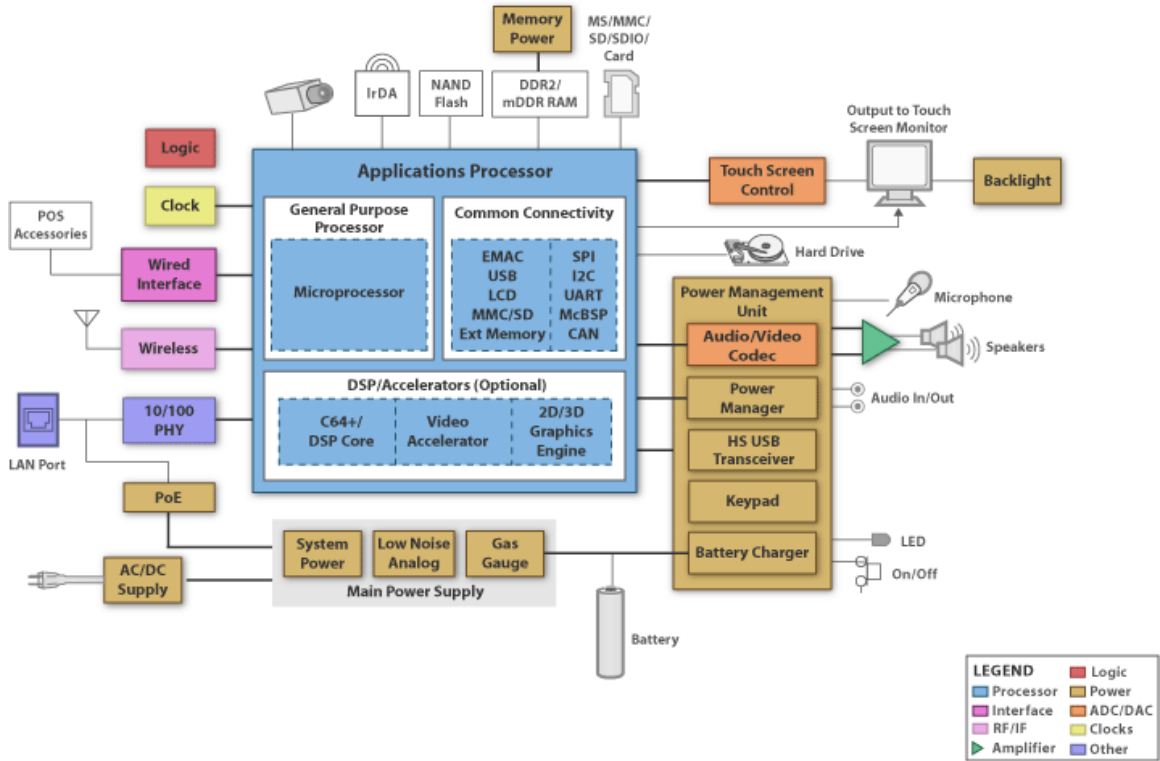 Memory
Power
MS/MMC/
SD/SDIO/
Card
IrDA
NAND
Flash
DDR2/
mDDR RAM
Output to Touch
Screen Monitor
Logic
Applications Processor
Touch Screen
Control
Backlight
Clock
General Purpose
Processor
Common Connectivity
POS
Accessories
Wired
Interface
Microprocessor
EMAC
USB
LCD
MMC/SD
Ext Memory
SPI
I2C
UART
McBSP
CAN
Hard Drive
Power Management
Unit
Microphone
Wireless
Audio/Video
Codec
Speakers
DSP/Accelerators (Optional)
Power
Manager
Audio In/Out
10/100
PHY
C64+/
DSP Core
Video
Accelerator
2D/3D
Graphics
Engine
HS USB
Transceiver
LAN Port
PoE
Keypad
System
Power
Low Noise
Analog
Gas
Gauge
Battery Charger
LED
AC/DC
Supply
Main Power Supply
On/Off
Battery
LEGEND
Processor
Interface
RF/IF
Amplifier
Logic
Power
ADC/DAC
Clocks
Other